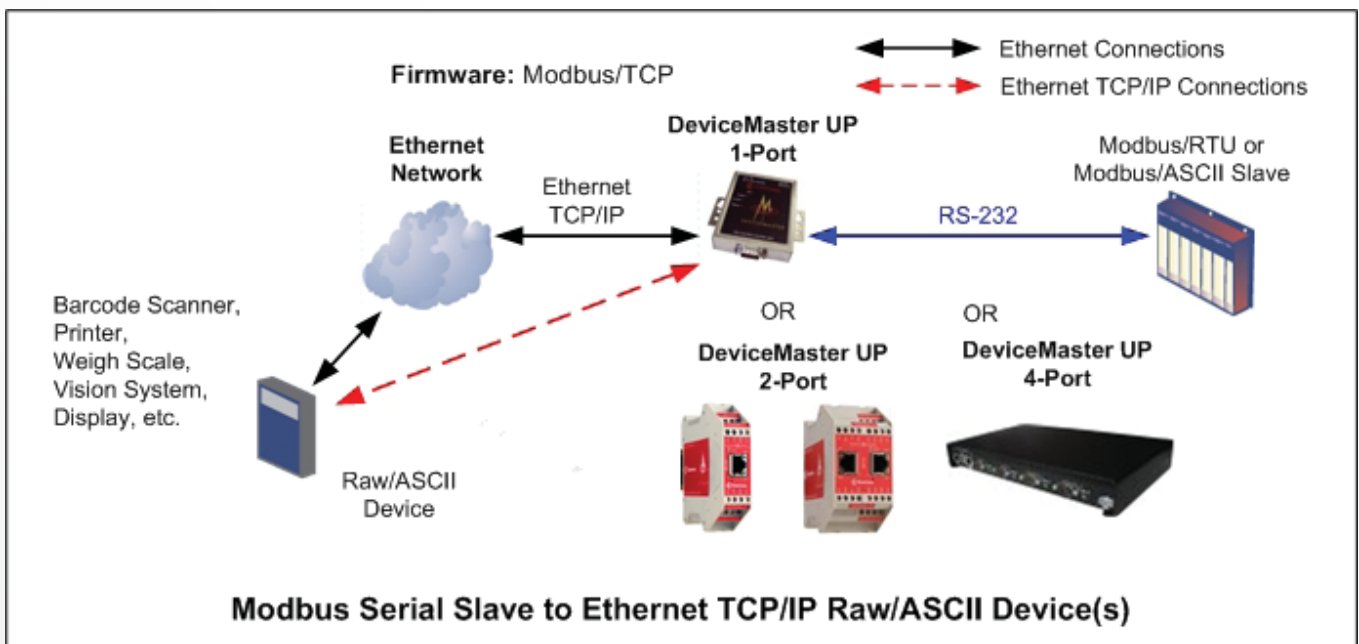 Ethernet Connections
Firmware: Modbus/TCP
Ethernet TCP/IP Connections
DeviceMaster UP
1-Port
Ethernet
Network
Modbus/RTU or
Modbus/ASCII Slave
Ethernet
TCP/IP
RS-232
Barcode Scanner,
Printer,
Weigh Scale,
Vision System,
Display, etc.
OR
OR
DeviceMaster UP
2-Port
DeviceMaster UP
4-Port
Raw/ASCII
Device
Modbus Serial Slave to Ethernet TCP/IP Raw/ASCII Device(s)